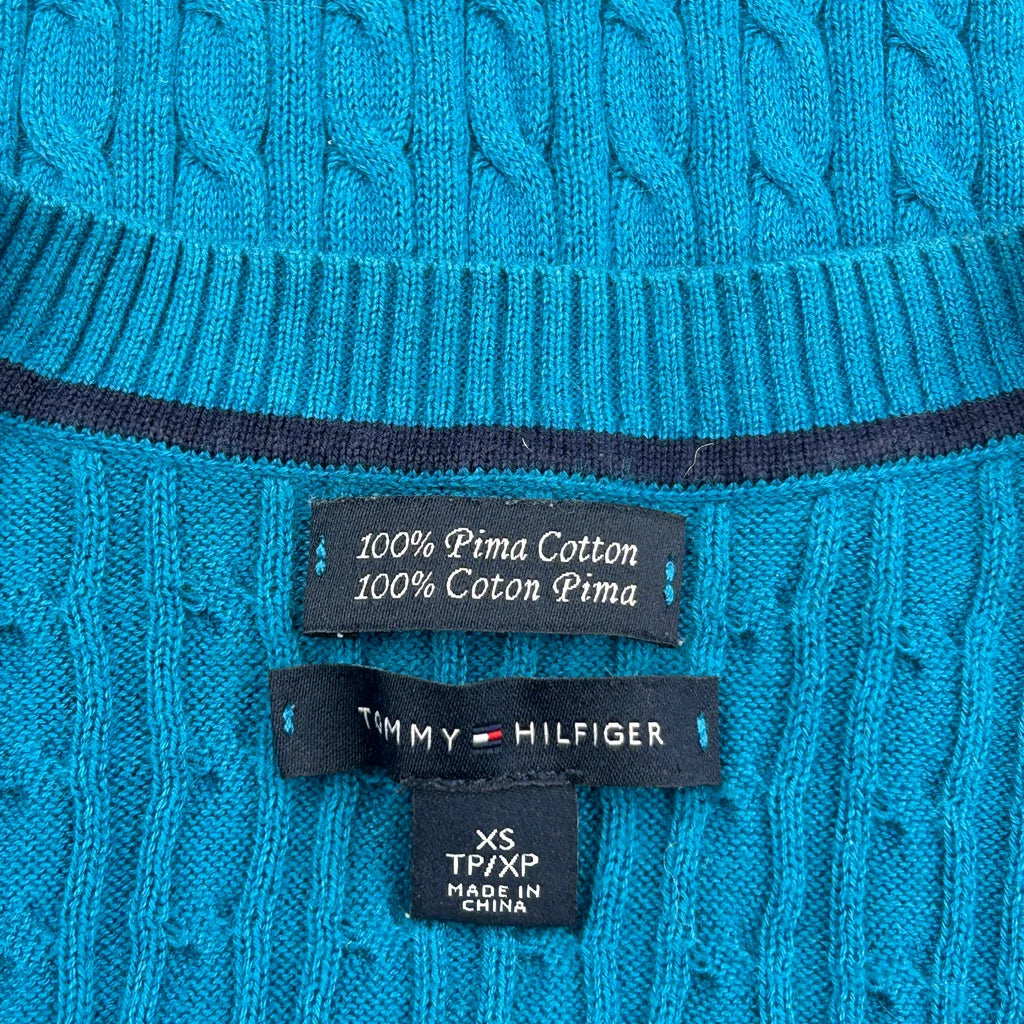 100% Pima Cotton
100% Coton Pima
TOMMY HILFIGER
XS
TP/XP
MADE IN
CHINA